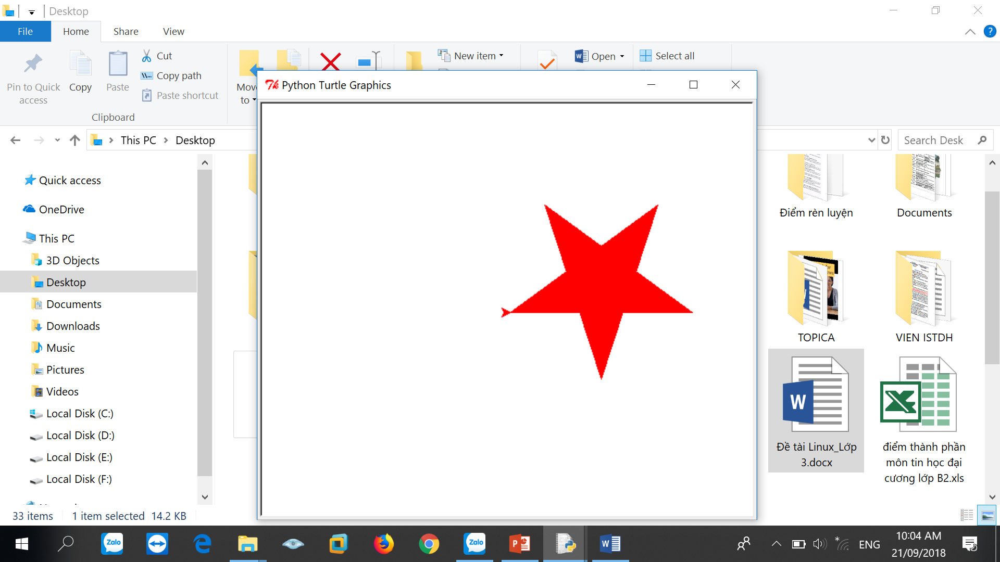 Desktop
File Home Share View
Pin to Quick access
Copy
Paste
Cut
Copy path
Paste shortcut
Clipboard
Move to
New item
Open
Select all
Python Turtle Graphics
This PC Desktop
Search Desk
Quick access
OneDrive
This PC
3D Objects
Desktop
Documents
Downloads
Music
Pictures
Videos
Local Disk (C:)
Local Disk (D:)
Local Disk (E:)
Local Disk (F:)
Điểm rèn luyện
Documents
TOPICA
VIEN ISTDH
Đề tài Linux_Lớp
3.docx
điểm thành phần
môn tin học đại
cương lớp B2.xls
33 items 1 item selected 14.2 KB
Zalo
Zalo
ENG
10:04 AM
21/09/2018